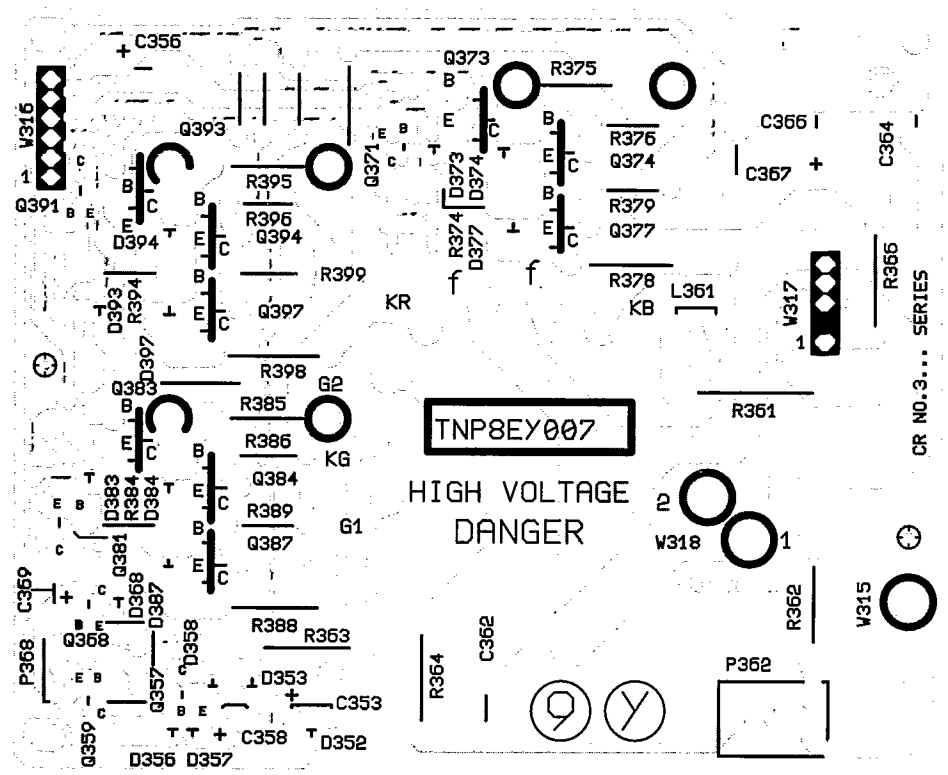 C356
Q373
R375
W316
Q393
Q371
B
E
C
B
E
C
R376
Q374
C366
C367
C364
1
Q391
C
B E
B
E
C
R395
R396
Q394
D394
B
E
C
E B
C
D373
D374
R374
D377
B
E
C
R379
Q377
R378
f
f
D393
R394
B
E
C
Q397
R399
KR
KB
L361
W317
1
R366
CR NO.3... SERIES
D397
R398
Q383
G2
R385
R386
KG
B
E
C
TNP8EY007
R361
HIGH VOLTAGE
DANGER
D383
R384
D384
B
E
C
Q384
R389
Q387
G1
E B
C
Q381
B
E
C
2
W318
1
C369
D368
D387
C
B E
Q368
R388
R363
D358
P368
E B
C
Q357
Q359
C
B E
D353
C353
C358
D352
D356
D357
R364
C362
9
Y
P362
R362
W315